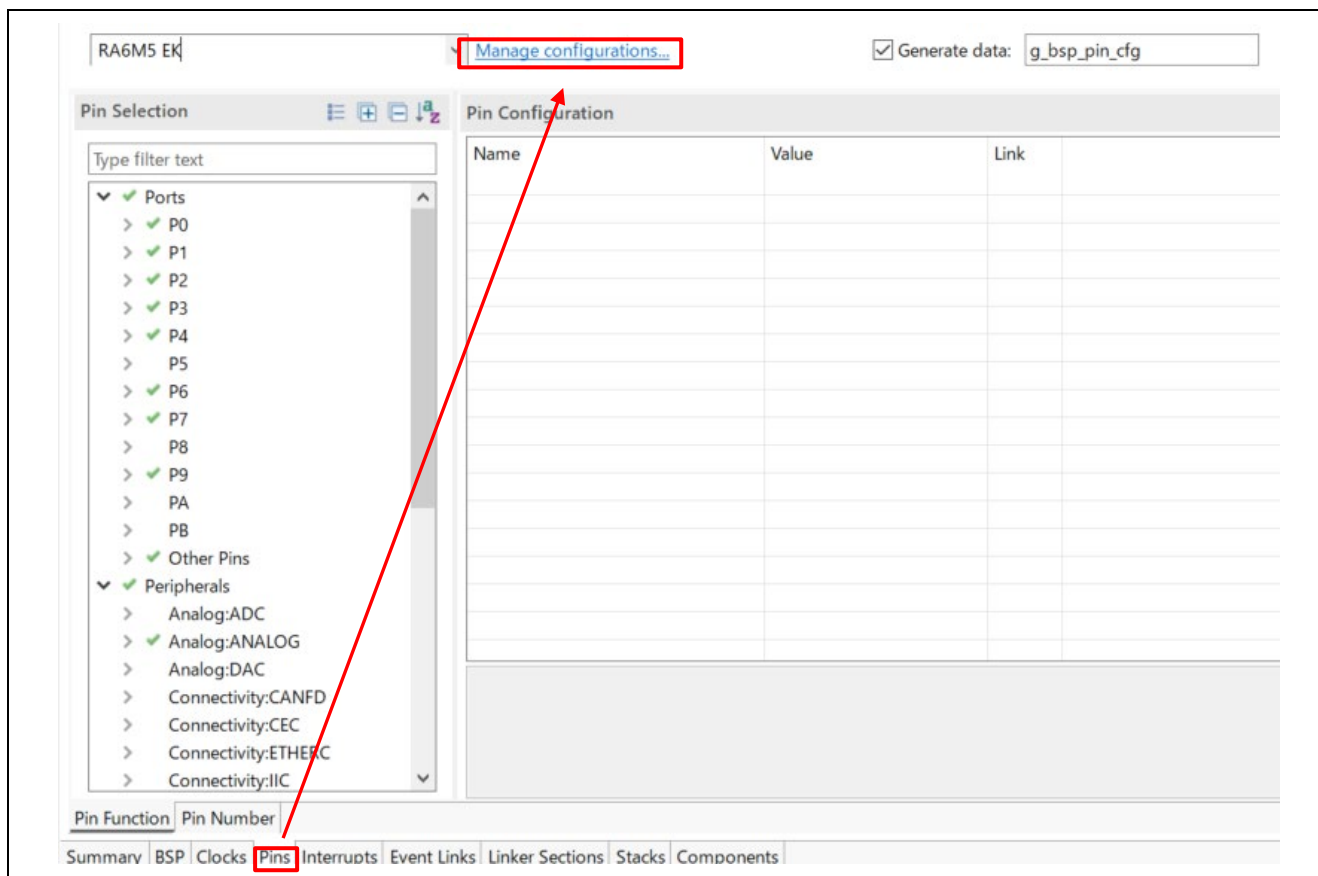 RA6M5 EK Manage configurations... Generate data: g_bsp_pin_cfg
Pin Selection Pin Configuration
Type filter text Name Value Link
Ports
P0
P1
P2
P3
P4
P5
P6
P7
P8
P9
PA
PB
Other Pins
Peripherals
Analog:ADC
Analog:ANALOG
Analog:DAC
Connectivity:CANFD
Connectivity:CEC
Connectivity:ETHERC
Connectivity:IIC
Pin Function Pin Number
Summary BSP Clocks Pins Interrupts Event Links Linker Sections Stacks Components